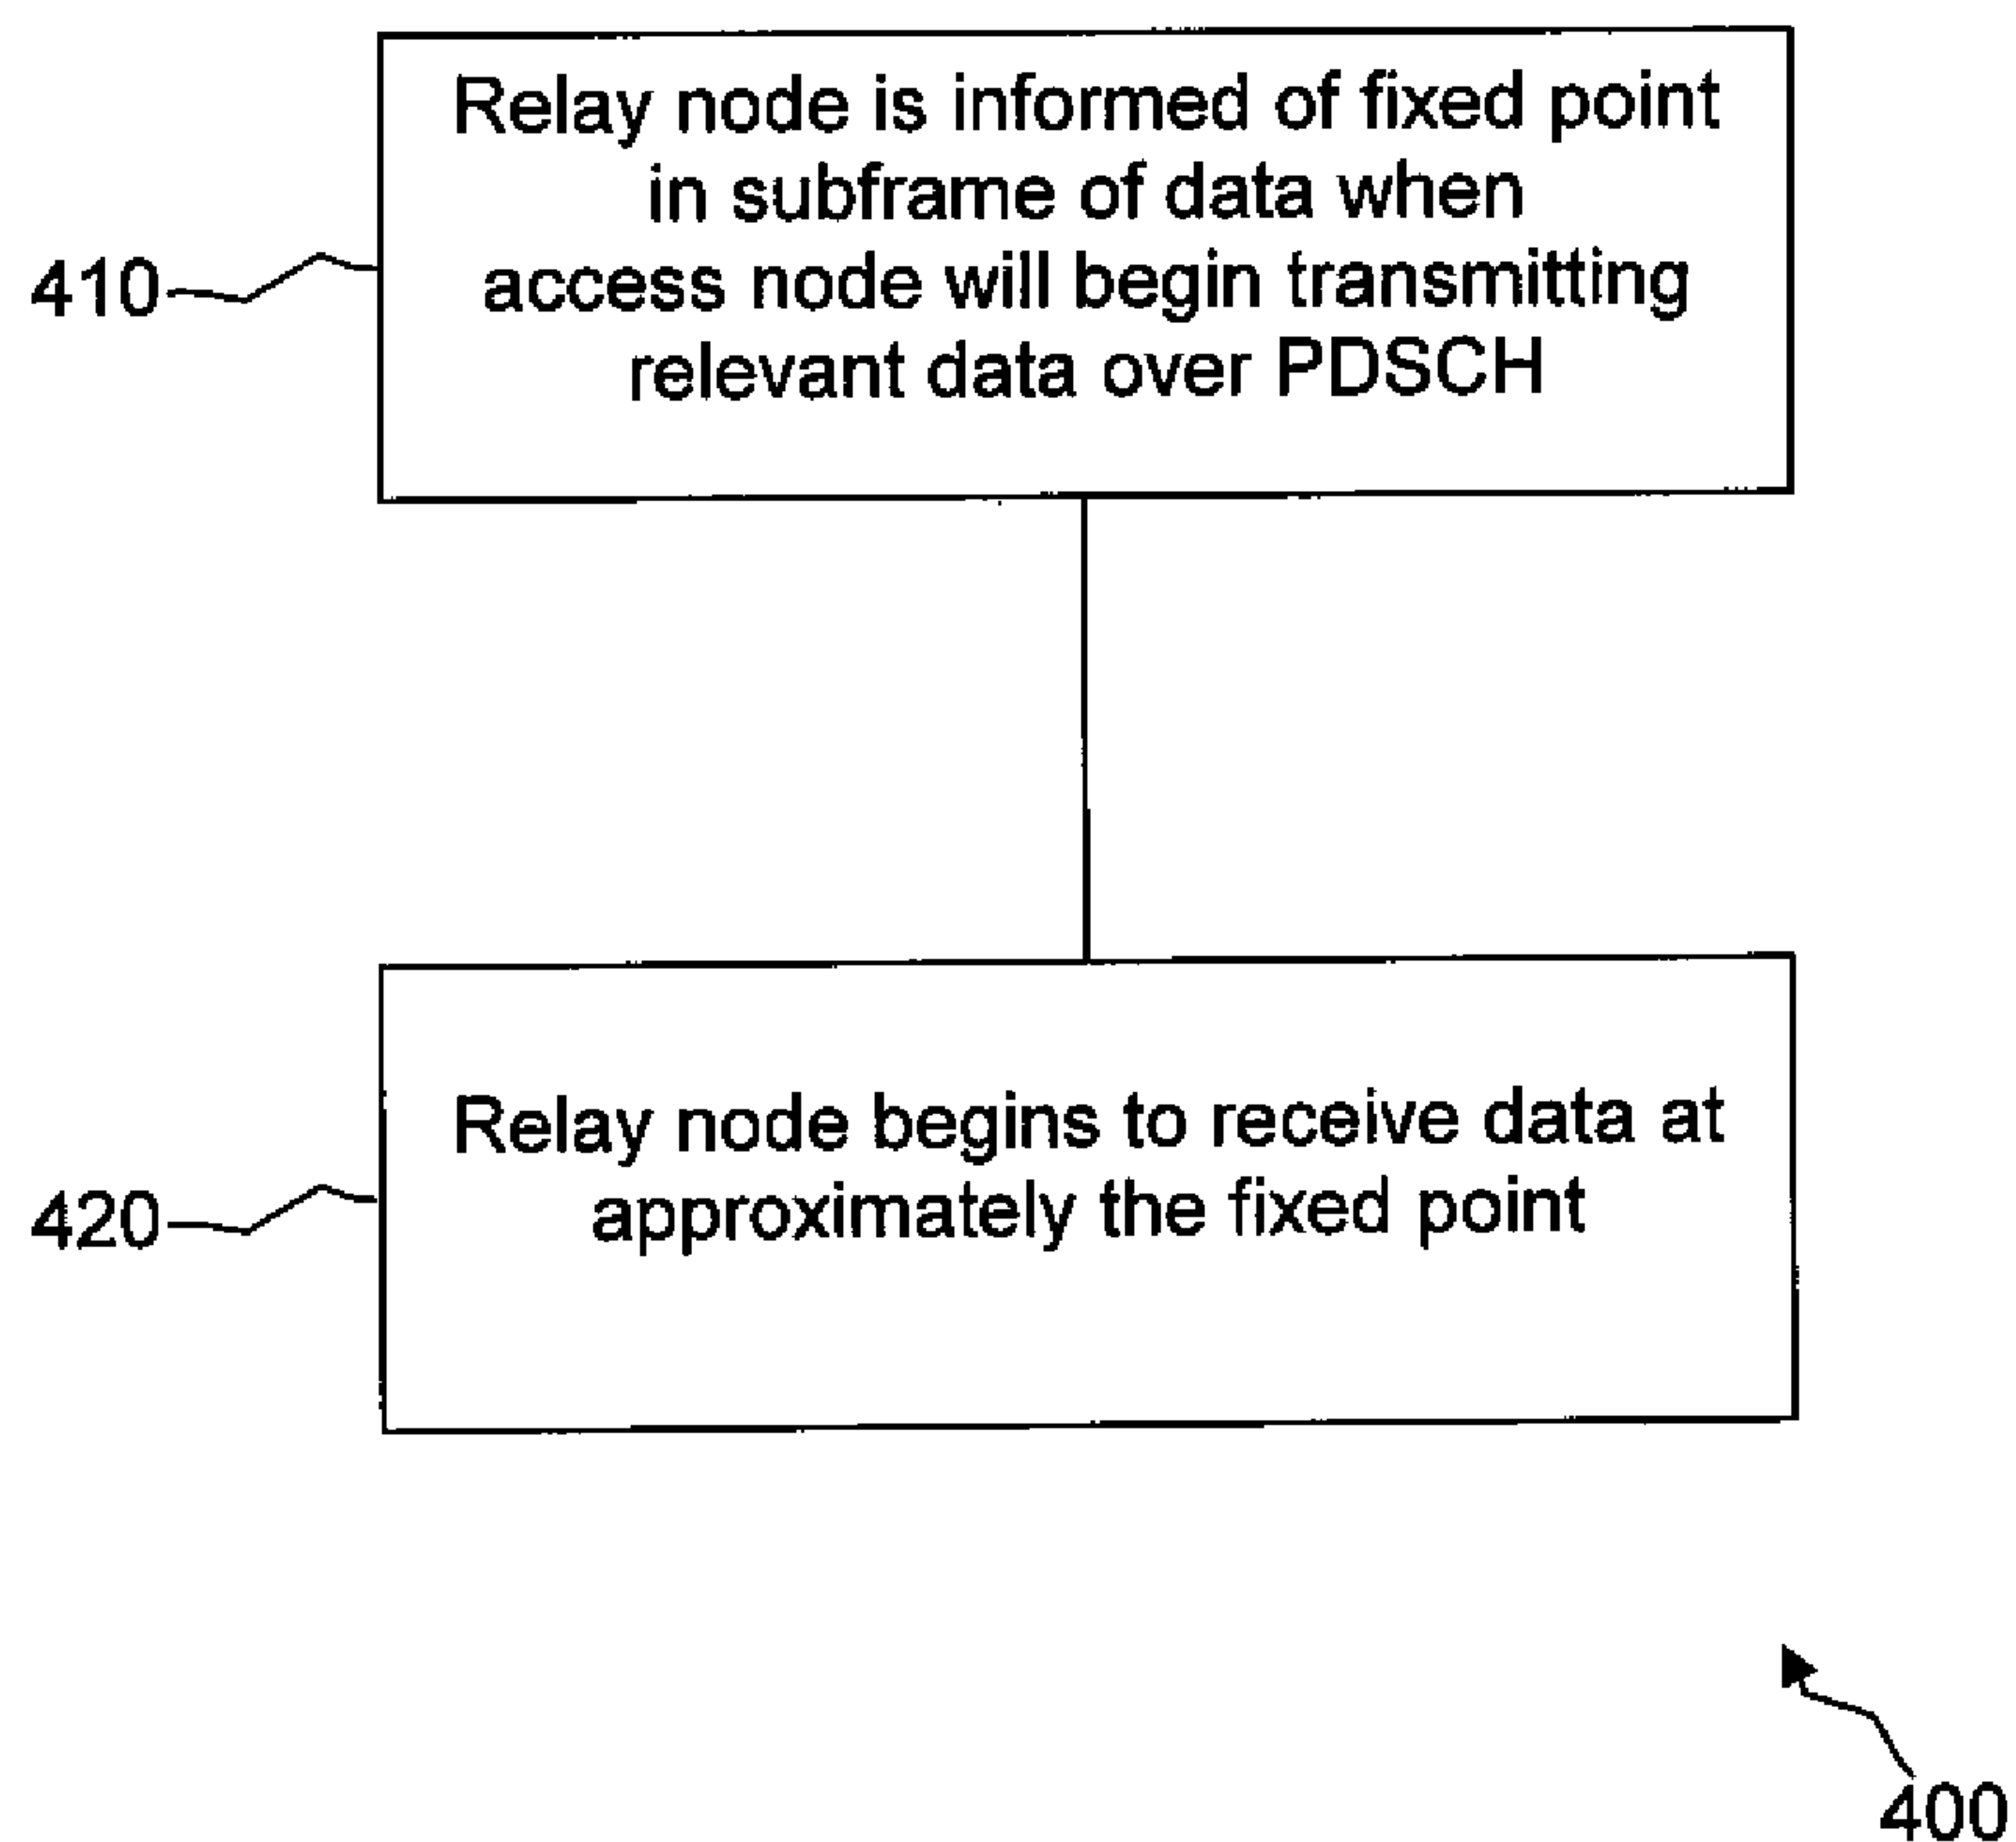 Relay node is informed of fixed point
in subframe of data when
access node will begin transmitting
relevant data over PDSCH
410
Relay node begins to receive data at
approximately the fixed point
420
400